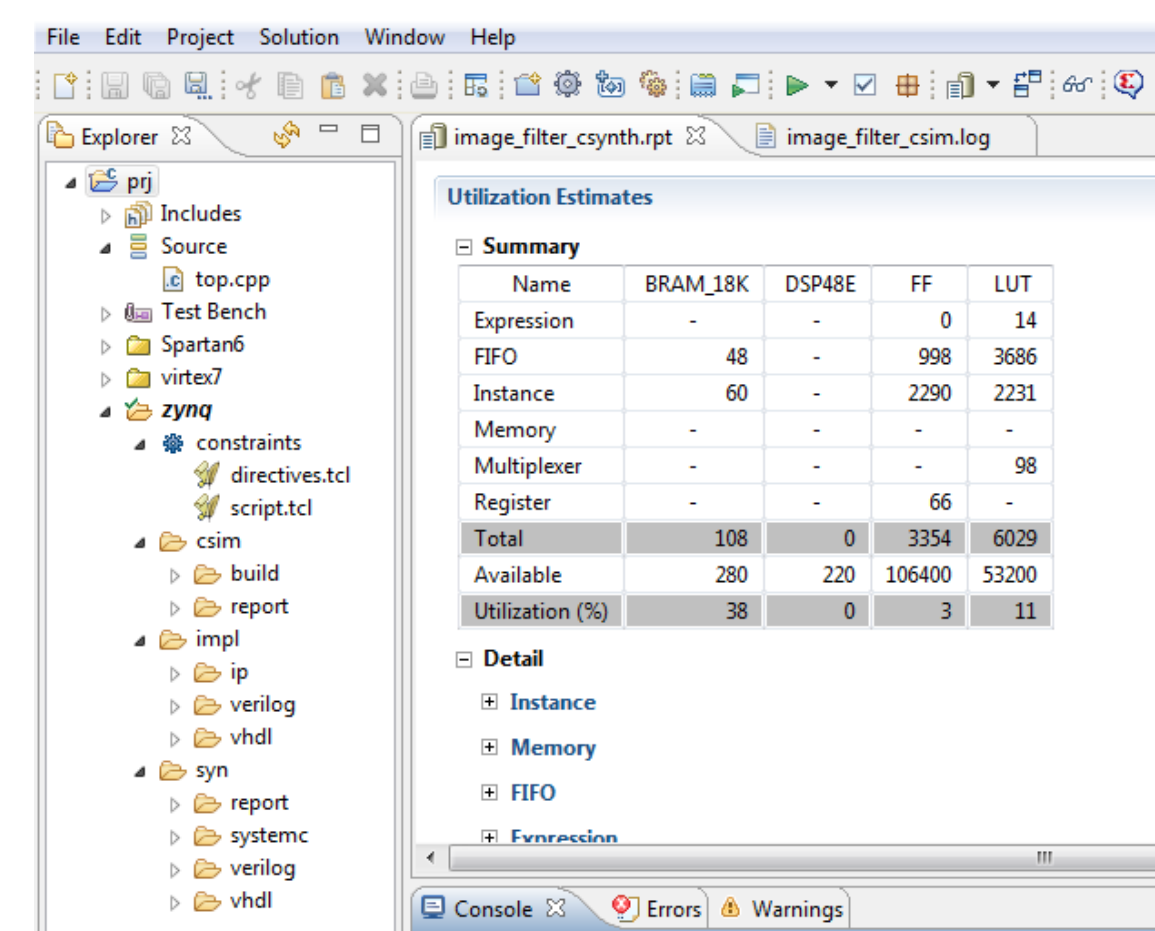 File Edit Project Solution Window Help
Explorer
image_filter_csynth.rpt image_filter_csim.log
prj
Includes
Source
top.cpp
Test Bench
Spartan6
virtex7
zynq
constraints
directives.tcl
script.tcl
csim
build
report
impl
ip
verilog
vhdl
syn
report
systemc
verilog
vhdl
Utilization Estimates
Summary
Name BRAM_18K DSP48E FF LUT
Expression - - 0 14
FIFO 48 - 998 3686
Instance 60 - 2290 2231
Memory - - - -
Multiplexer - - - 98
Register - - 66 -
Total 108 0 3354 6029
Available 280 220 106400 53200
Utilization (%) 38 0 3 11
Detail
Instance
Memory
FIFO
Expression
Console Errors Warnings